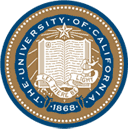 · THE · UNIVERSITY · OF · CALIFORNIA ·
· 1868 ·